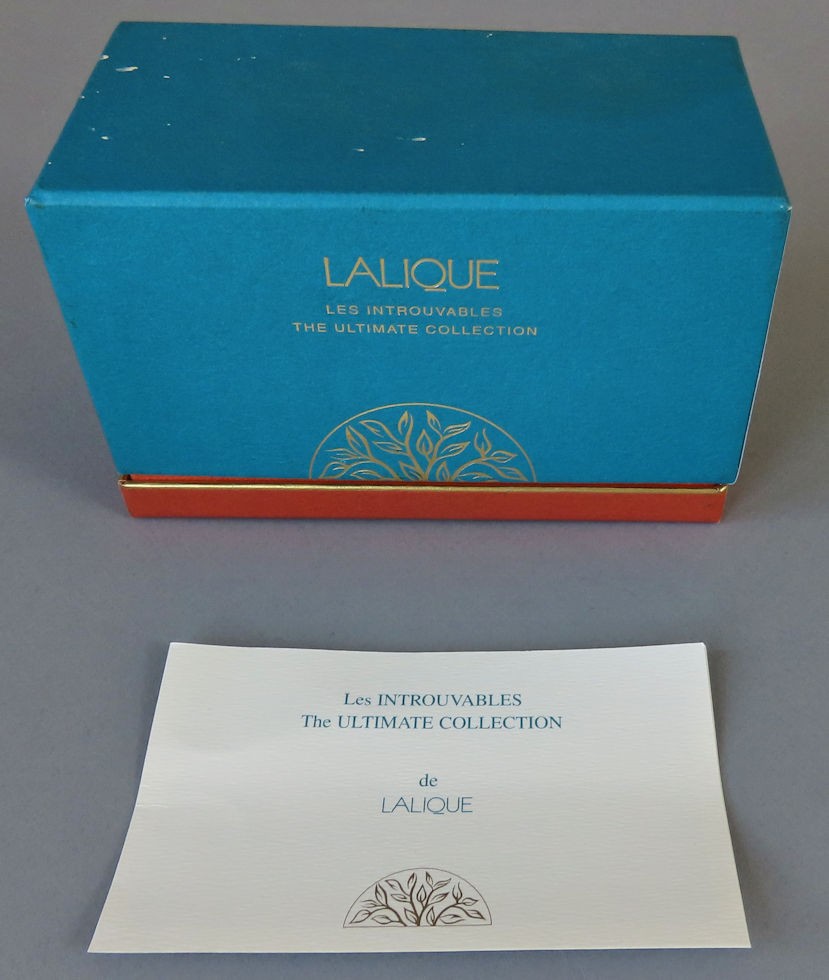 LALIQUE
LES INTROUVABLES
THE ULTIMATE COLLECTION
Les INTROUVABLES
The ULTIMATE COLLECTION
de
LALIQUE